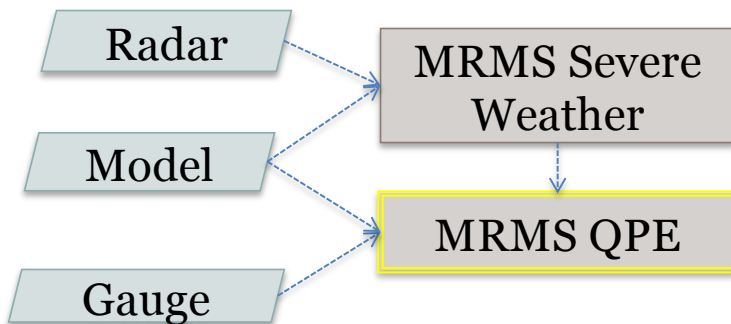 Radar
MRMS Severe
Weather
Model
MRMS QPE
Gauge